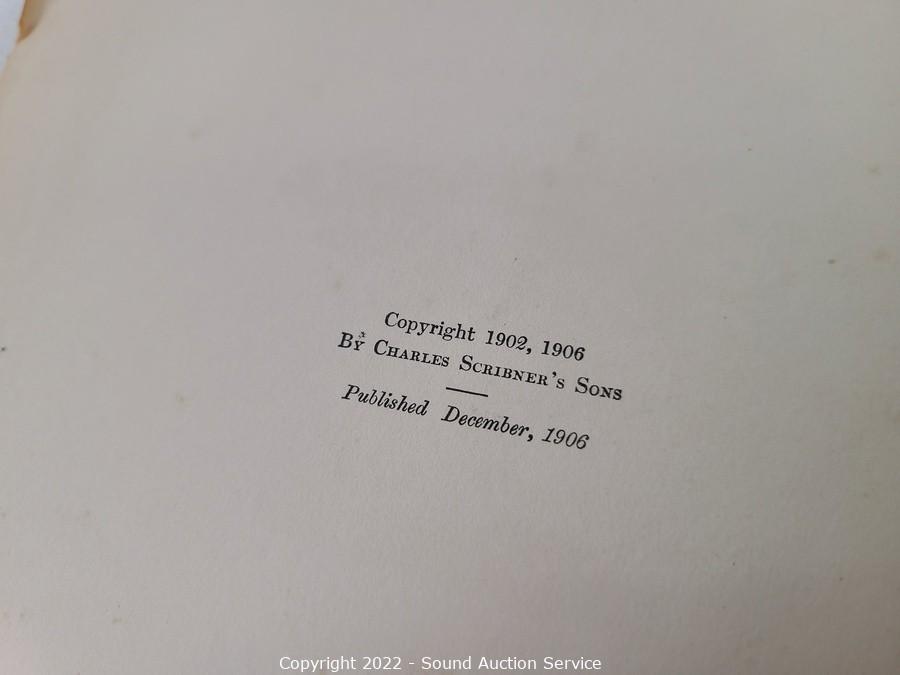 Copyright 1902, 1906
By Charles Scribner's Sons
Published December, 1906
Copyright 2022 - Sound Auction Service